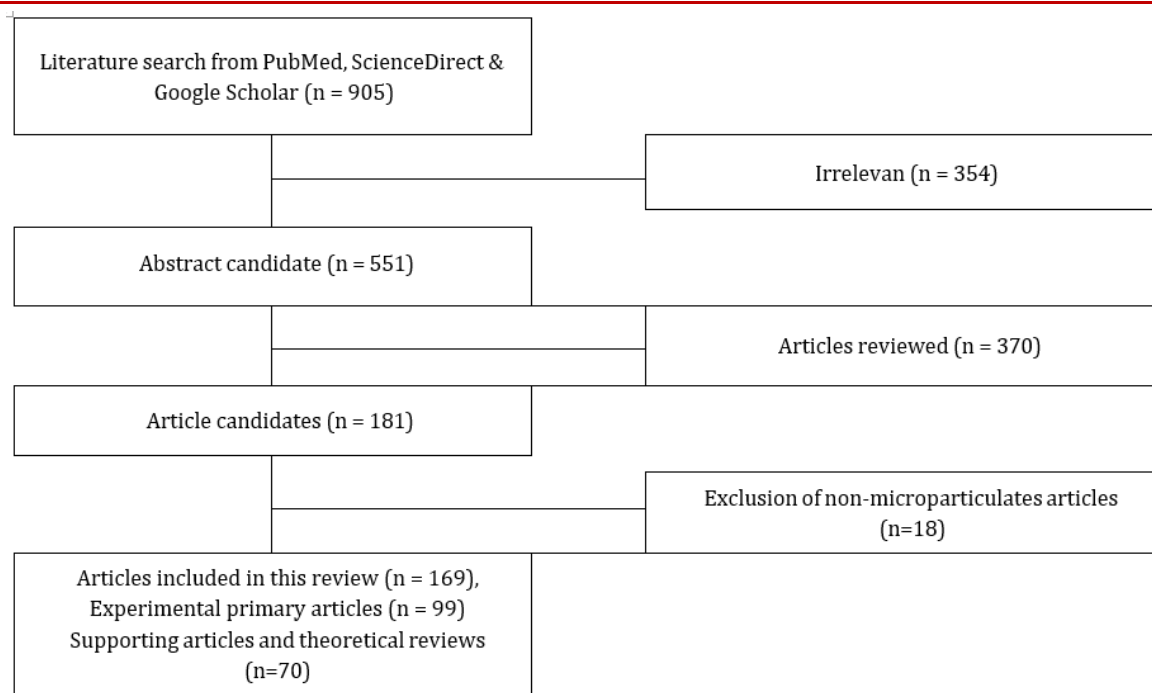 Literature search from PubMed, ScienceDirect &
Google Scholar (n = 905)
Irrelevan (n = 354)
Abstract candidate (n = 551)
Articles reviewed (n = 370)
Article candidates (n = 181)
Exclusion of non-microparticulates articles
(n=18)
Articles included in this review (n = 169),
Experimental primary articles (n = 99)
Supporting articles and theoretical reviews
(n=70)